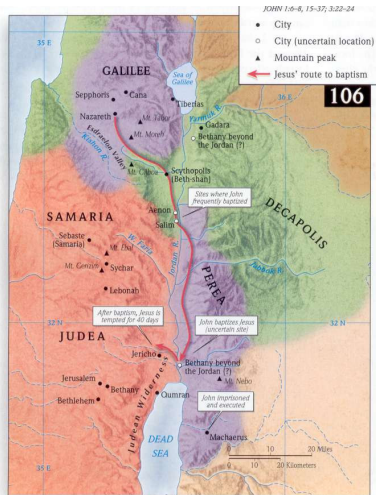 JOHN 1:6–8, 15–37; 3:22–24
City
City (uncertain location)
Mountain peak
Jesus' route to baptism
106
35 E
36 E
GALILEE
Sea of
Galilee
Sepphoris
Cana
Tiberias
Nazareth
Mt. Tabor
Mt. Moreh
Yarmuk R.
Gadara
Bethany beyond
the Jordan (?)
Esdraelon Valley
Kishon R.
Mt. Gilboa
Scythopolis
(Beth-shan)
Sites where John
frequently baptized
DECAPOLIS
Aenon
Salim
SAMARIA
Sebaste
(Samaria)
Mt. Ebal
W. Faria
Mt. Gerizim
Sychar
Jordan R.
Jabbok R.
PEREA
Lebonah
After baptism, Jesus is
tempted for 40 days
32 N
32 N
John baptizes Jesus
(uncertain site)
JUDEA
Jericho
Bethany beyond
the Jordan (?)
Mt. Nebo
Jerusalem
Bethany
Qumran
Bethlehem
Judean Wilderness
John imprisoned
and executed
DEAD
SEA
Machaerus
0 10 20 Miles
0 10 20 Kilometers
35 E